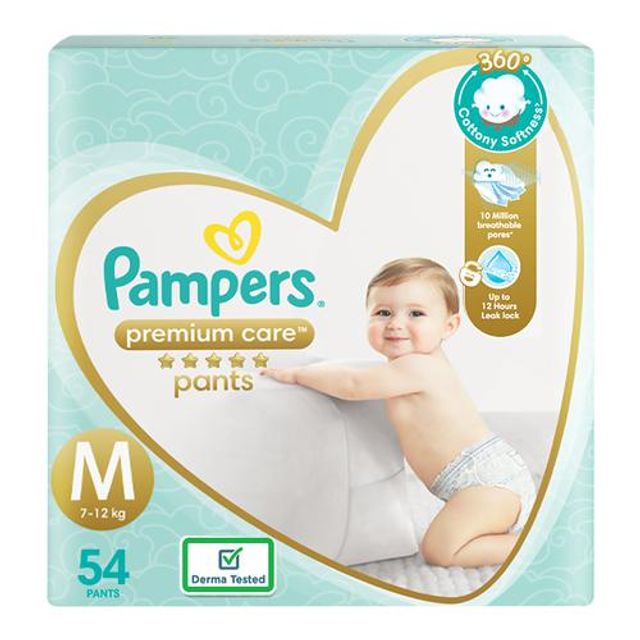 360°
Cottony Softness
10 Million
breathable
pores*
Up to
12 Hours
Leak lock
Pampers®
premium care™
pants
M
7-12 kg
54
PANTS
Derma Tested